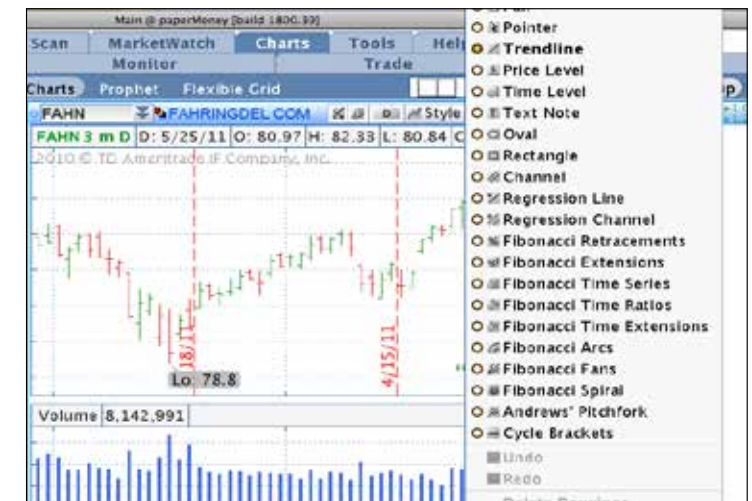 Main @ paperMoney [build 1800.39]
Scan MarketWatch Charts Tools Help
Monitor Trade
Charts Prophet Flexible Grid
FAHN FAHRINGDEL COM Style
FAHN 3 m D D: 5/25/11 O: 80.97 H: 82.33 L: 80.84 C
2010 © TD Ameritrade IP Company, Inc.
18/11
4/15/11
Lo: 78.8
Volume 8,142,991
Pointer
Trendline
Price Level
Time Level
Text Note
Oval
Rectangle
Channel
Regression Line
Regression Channel
Fibonacci Retracements
Fibonacci Extensions
Fibonacci Time Series
Fibonacci Time Ratios
Fibonacci Time Extensions
Fibonacci Arcs
Fibonacci Fans
Fibonacci Spiral
Andrews' Pitchfork
Cycle Brackets
Undo
Redo